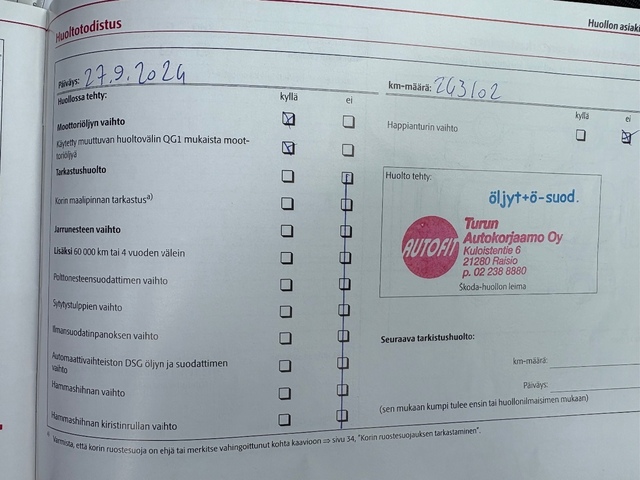 Huoltotodistus
Huollon asiaki
Päiväys: 27.9.2024
km-määrä: 243102
Huollossa tehty:
kyllä
ei
kyllä
ei
Moottoriöljyn vaihto
Happianturin vaihto
Käytetty muuttuvan huoltovälin QG1 mukaista moot-
toriöljyä
Tarkastushuolto
Huolto tehty:
Korin maalipinnan tarkastus a)
öljyt+ö-suod.
AUTOFIT
Turun
Autokorjaamo Oy
Kuloistentie 6
21280 Raisio
p. 02 238 8880
Škoda-huollon leima
Jarrunesteen vaihto
Lisäksi 60 000 km tai 4 vuoden välein
Polttonesteensuodattimen vaihto
Sytytystulppien vaihto
Ilmansuodatinpanoksen vaihto
Seuraava tarkistushuolto:
Automaattivaihteiston DSG öljyn ja suodattimen
vaihto
km-määrä:
Hammashihnan vaihto
Päiväys:
(sen mukaan kumpi tulee ensin tai huollonilmaisimen mukaan)
Hammashihnan kiristinrullan vaihto
a) Varmista, että korin ruostesuoja on ehjä tai merkitse vahingoittunut kohta kaavioon ⇒ sivu 34, "Korin ruostesuojauksen tarkastaminen".